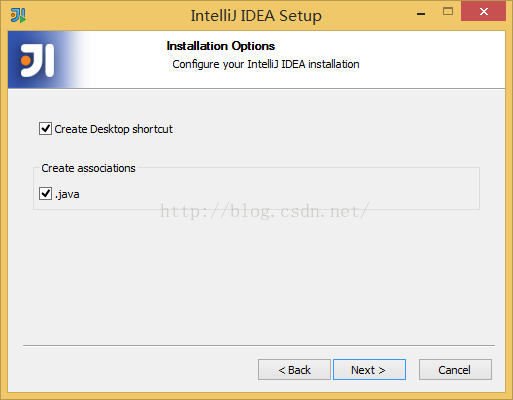 IntelliJ IDEA Setup
Installation Options
Configure your IntelliJ IDEA installation
Create Desktop shortcut
Create associations
.java
http://blog.csdn.net/
< Back
Next >
Cancel